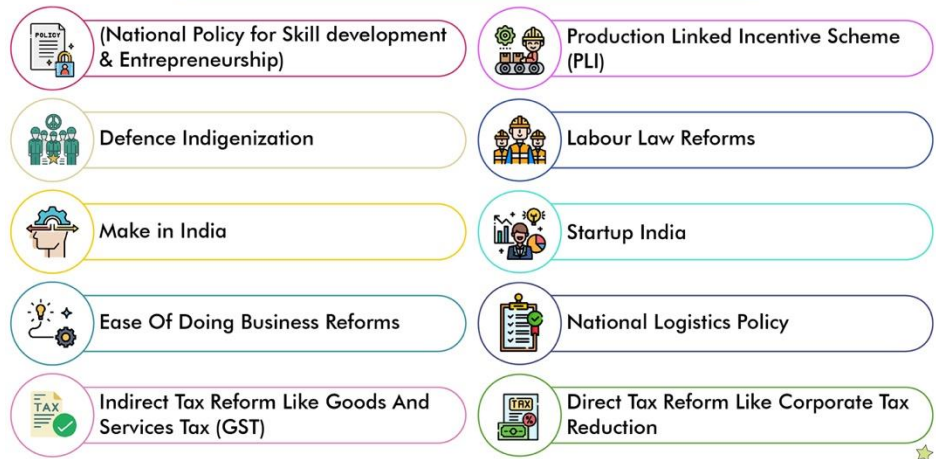 POLICY
(National Policy for Skill development
& Entrepreneurship)
Production Linked Incentive Scheme
(PLI)
Defence Indigenization
Labour Law Reforms
Make in India
Startup India
Ease Of Doing Business Reforms
National Logistics Policy
TAX
Indirect Tax Reform Like Goods And
Services Tax (GST)
TAX
Direct Tax Reform Like Corporate Tax
Reduction